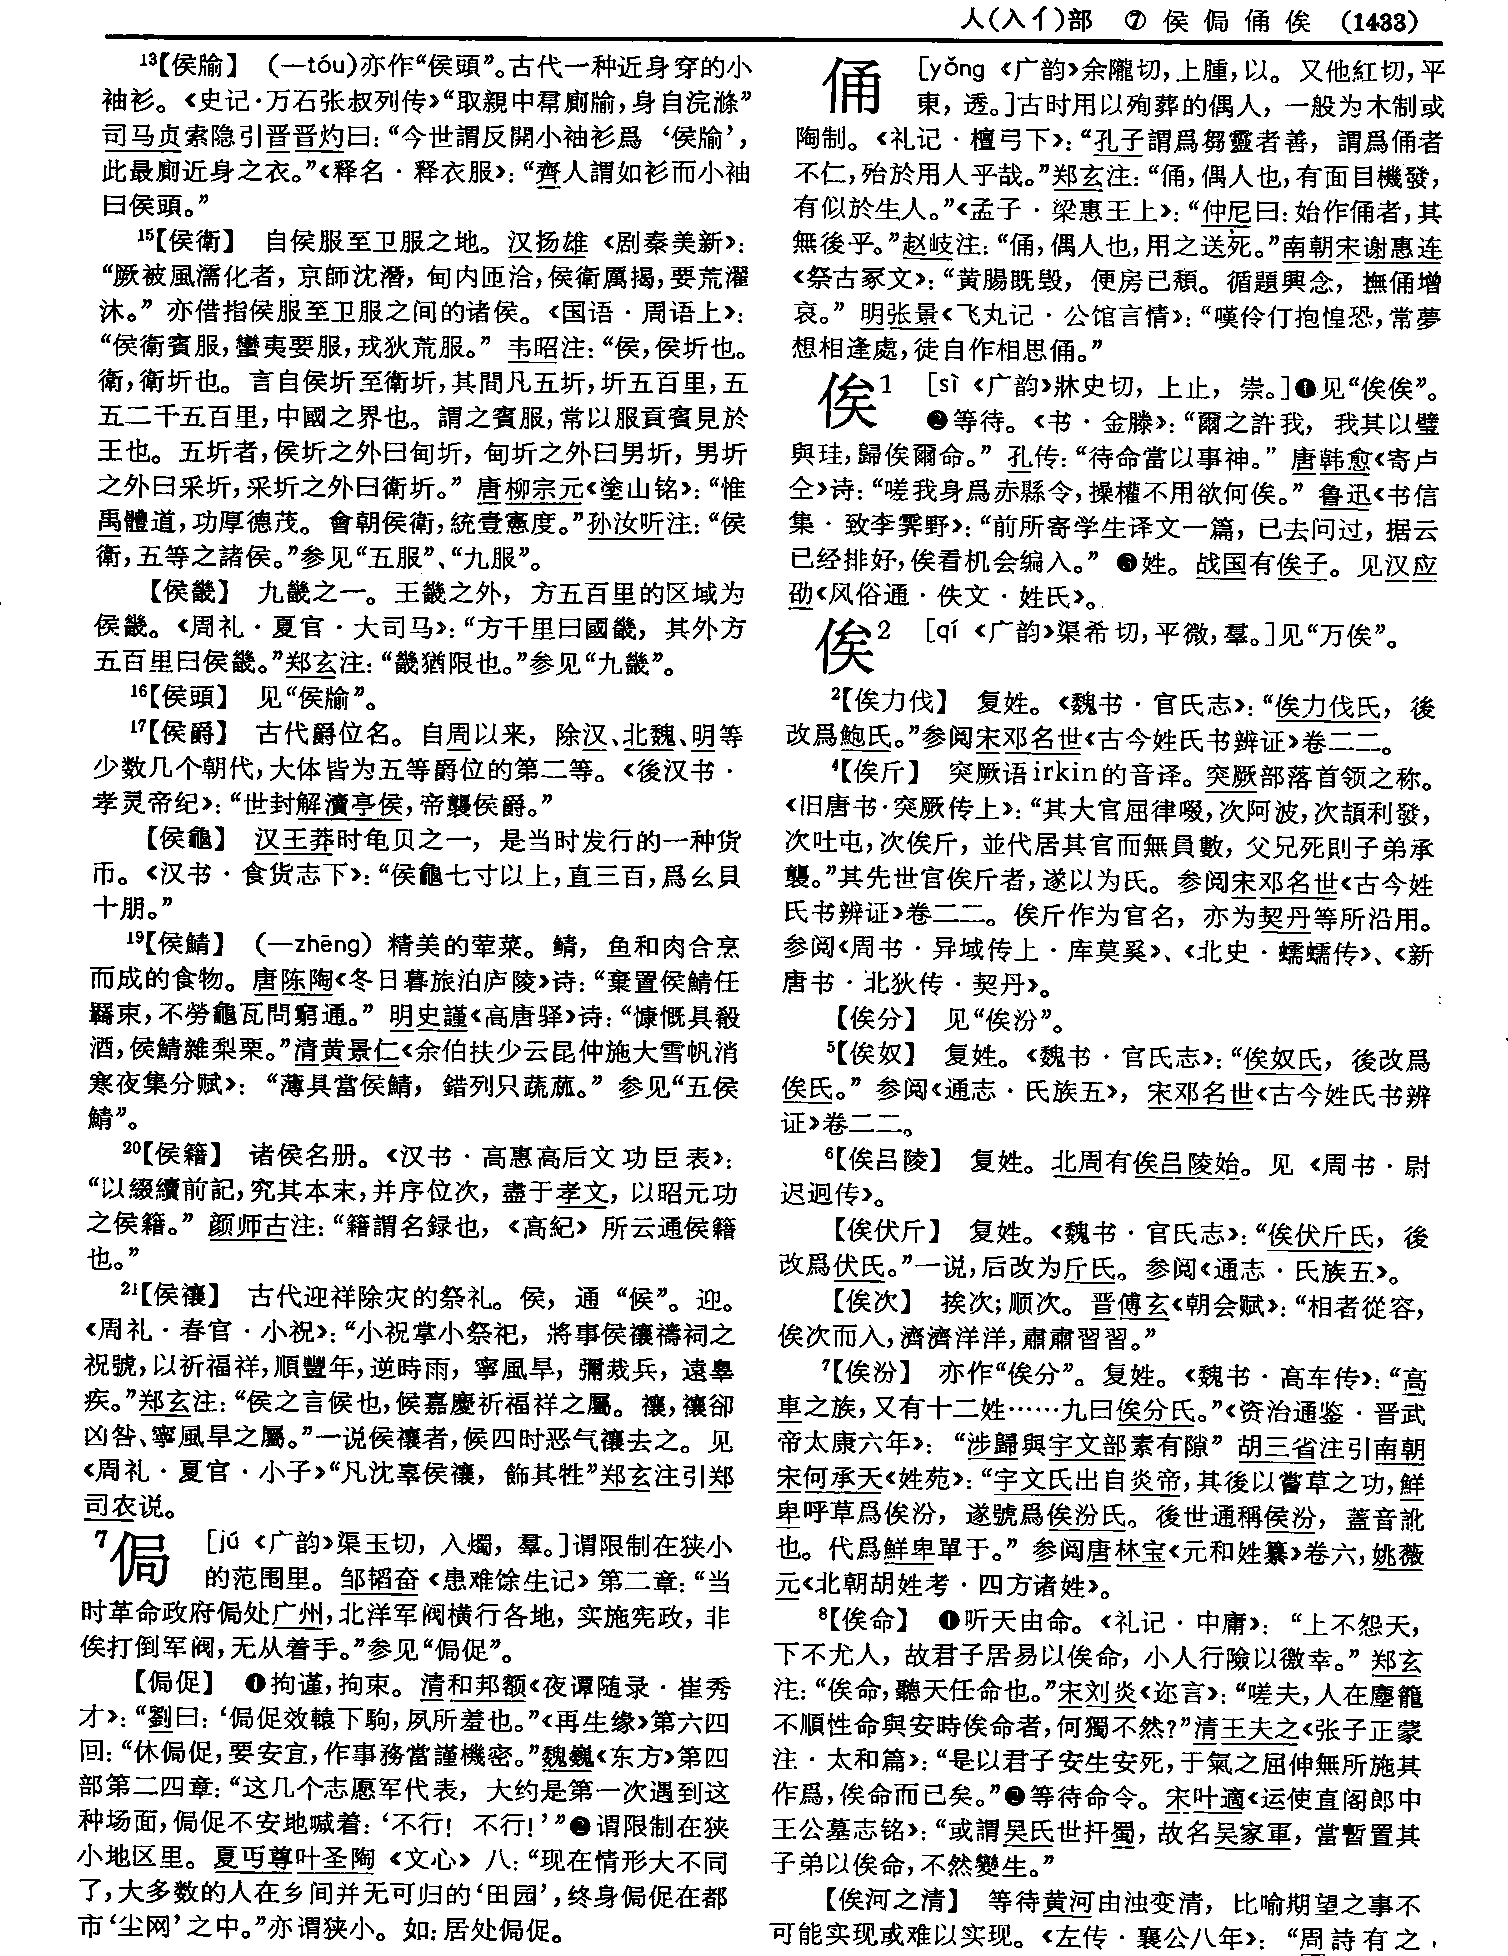 人(入亻)部 ⑦ 侯侷俑俟 (1433)
13【侯牏】 (—tóu)亦作“侯頭”。古代一种近身穿的小
袖衫。《史记·万石张叔列传》“取親中帬廁牏，身自浣滌”
司马贞索隐引晋晋灼曰：“今世謂反開小袖衫爲‘侯牏’，
此最廁近身之衣。”《释名·释衣服》：“齊人謂如衫而小袖
曰侯頭。”
15【侯衛】 自侯服至卫服之地。汉扬雄《剧秦美新》：
“厥被風濡化者，京師沈潛，甸内匝洽，侯衛厲揭，要荒濯
沐。”亦借指侯服至卫服之间的诸侯。《国语·周语上》：
“侯衛賓服，蠻夷要服，戎狄荒服。”韦昭注：“侯，侯圻也。
衛，衛圻也。言自侯圻至衛圻，其間凡五圻，圻五百里，五
五二千五百里，中國之界也。謂之賓服，常以服貢賓見於
王也。五圻者，侯圻之外曰甸圻，甸圻之外曰男圻，男圻
之外曰采圻，采圻之外曰衛圻。”唐柳宗元《塗山铭》：“惟
禹體道，功厚德茂。會朝侯衛，統壹憲度。”孙汝听注：“侯
衛，五等之諸侯。”参见“五服”、“九服”。
【侯畿】 九畿之一。王畿之外，方五百里的区域为
侯畿。《周礼·夏官·大司马》：“方千里曰國畿，其外方
五百里曰侯畿。”郑玄注：“畿猶限也。”参见“九畿”。
16【侯頭】 见“侯牏”。
17【侯爵】 古代爵位名。自周以来，除汉、北魏、明等
少数几个朝代，大体皆为五等爵位的第二等。《後汉书·
孝灵帝纪》：“世封解瀆亭侯，帝襲侯爵。”
【侯龜】 汉王莽时龟贝之一，是当时发行的一种货
币。《汉书·食货志下》：“侯龜七寸以上，直三百，爲幺貝
十朋。”
19【侯鯖】 (—zhēng) 精美的荤菜。鲭，鱼和肉合烹
而成的食物。唐陈陶《冬日暮旅泊庐陵》诗：“棄置侯鯖任
羇束，不勞龜瓦問窮通。”明史謹《高唐驿》诗：“慷慨具殽
酒，侯鯖雜梨栗。”清黄景仁《余伯扶少云昆仲施大雪帆消
寒夜集分赋》：“薄具當侯鯖，錯列只蔬蓏。”参见“五侯
鯖”。
20【侯籍】 诸侯名册。《汉书·高惠高后文功臣表》：
“以綴續前記，究其本末，并序位次，盡于孝文，以昭元功
之侯籍。”颜师古注：“籍謂名録也，《高紀》所云通侯籍
也。”
21【侯禳】 古代迎祥除灾的祭礼。侯，通“候”。迎。
《周礼·春官·小祝》：“小祝掌小祭祀，將事侯禳禱祠之
祝號，以祈福祥，順豐年，逆時雨，寧風旱，彌烖兵，遠辠
疾。”郑玄注：“侯之言候也，候嘉慶祈福祥之屬。禳，禳卻
凶咎、寧風旱之屬。”一说侯禳者，候四时恶气禳去之。见
《周礼·夏官·小子》“凡沈辜侯禳，飾其牲”郑玄注引郑
司农说。
7侷 [jú 《广韵》渠玉切，入燭，羣。]谓限制在狭小
的范围里。邹韬奋《患难馀生记》第二章：“当
时革命政府侷处广州，北洋军阀横行各地，实施宪政，非
俟打倒军阀，无从着手。”参见“侷促”。
【侷促】 ❶拘谨，拘束。清和邦额《夜谭随录·崔秀
才》：“劉曰：‘侷促效轅下駒，夙所羞也。”《再生缘》第六四
回：“休侷促，要安宜，作事務當謹機密。”魏巍《东方》第四
部第二四章：“这几个志愿军代表，大约是第一次遇到这
种场面，侷促不安地喊着：‘不行！不行！’”❷谓限制在狭
小地区里。夏丏尊叶圣陶《文心》八：“现在情形大不同
了，大多数的人在乡间并无可归的‘田园’，终身侷促在都
市‘尘网’之中。”亦谓狭小。如：居处侷促。
俑 [yǒng 《广韵》余隴切，上腫，以。又他紅切，平
東，透。]古时用以殉葬的偶人，一般为木制或
陶制。《礼记·檀弓下》：“孔子謂爲芻靈者善，謂爲俑者
不仁，殆於用人乎哉。”郑玄注：“俑，偶人也，有面目機發，
有似於生人。”《孟子·梁惠王上》：“仲尼曰：始作俑者，其
無後乎。”赵岐注：“俑，偶人也，用之送死。”南朝宋谢惠连
《祭古冢文》：“黄腸既毁，便房已頽。循題興念，撫俑增
哀。”明张景《飞丸记·公馆言情》：“嘆伶仃抱惶恐，常夢
想相逢處，徒自作相思俑。”
俟1 [sì 《广韵》牀史切，上止，崇。]❶见“俟俟”。
❷等待。《书·金縢》：“爾之許我，我其以璧
與珪，歸俟爾命。”孔传：“待命當以事神。”唐韩愈《寄卢
仝》诗：“嗟我身爲赤縣令，操權不用欲何俟。”鲁迅《书信
集·致李霁野》：“前所寄学生译文一篇，已去问过，据云
已经排好，俟看机会编入。”❸姓。战国有俟子。见汉应
劭《风俗通·佚文·姓氏》。
俟2 [qí 《广韵》渠希切，平微，羣。]见“万俟”。
2【俟力伐】 复姓。《魏书·官氏志》：“俟力伐氏，後
改爲鮑氏。”参阅宋邓名世《古今姓氏书辨证》卷二二。
4【俟斤】 突厥语irkin的音译。突厥部落首领之称。
《旧唐书·突厥传上》：“其大官屈律啜，次阿波，次頡利發，
次吐屯，次俟斤，並代居其官而無員數，父兄死則子弟承
襲。”其先世官俟斤者，遂以为氏。参阅宋邓名世《古今姓
氏书辨证》卷二二。俟斤作为官名，亦为契丹等所沿用。
参阅《周书·异域传上·库莫奚》、《北史·蠕蠕传》、《新
唐书·北狄传·契丹》。
【俟分】 见“俟汾”。
5【俟奴】 复姓。《魏书·官氏志》：“俟奴氏，後改爲
俟氏。”参阅《通志·氏族五》，宋邓名世《古今姓氏书辨
证》卷二二。
6【俟吕陵】 复姓。北周有俟吕陵始。见《周书·尉
迟迥传》。
【俟伏斤】 复姓。《魏书·官氏志》：“俟伏斤氏，後
改爲伏氏。”一说，后改为斤氏。参阅《通志·氏族五》。
【俟次】 挨次；顺次。晋傅玄《朝会赋》：“相者從容，
俟次而入，濟濟洋洋，肅肅習習。”
7【俟汾】 亦作“俟分”。复姓。《魏书·高车传》：“高
車之族，又有十二姓……九曰俟分氏。”《资治通鉴·晋武
帝太康六年》：“涉歸與宇文部素有隙”胡三省注引南朝
宋何承天《姓苑》：“宇文氏出自炎帝，其後以嘗草之功，鮮
卑呼草爲俟汾，遂號爲俟汾氏。後世通稱侯汾，蓋音訛
也。代爲鮮卑單于。”参阅唐林宝《元和姓纂》卷六，姚薇
元《北朝胡姓考·四方诸姓》。
8【俟命】 ❶听天由命。《礼记·中庸》：“上不怨天，
下不尤人，故君子居易以俟命，小人行險以徼幸。”郑玄
注：“俟命，聽天任命也。”宋刘炎《迩言》：“嗟夫，人在塵籠
不順性命與安時俟命者，何獨不然？”清王夫之《张子正蒙
注·太和篇》：“是以君子安生安死，于氣之屈伸無所施其
作爲，俟命而已矣。”❷等待命令。宋叶適《运使直阁郎中
王公墓志铭》：“或謂吴氏世扞蜀，故名吴家軍，當暫置其
子弟以俟命，不然變生。”
【俟河之清】 等待黄河由浊变清，比喻期望之事不
可能实现或难以实现。《左传·襄公八年》：“周詩有之